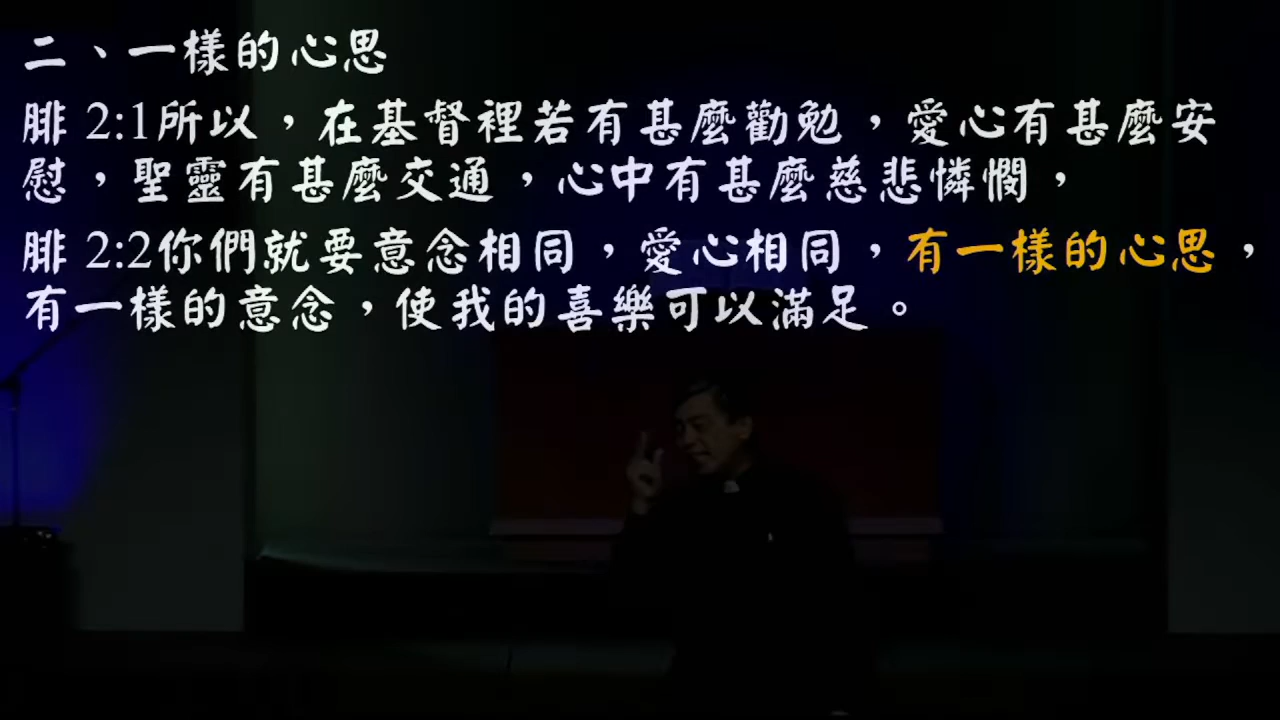 二、一樣的心思
腓 2:1所以，在基督裡若有甚麼勸勉，愛心有甚麼安
慰，聖靈有甚麼交通，心中有甚麼慈悲憐憫，
腓 2:2你們就要意念相同，愛心相同，有一樣的心思，
有一樣的意念，使我的喜樂可以滿足。